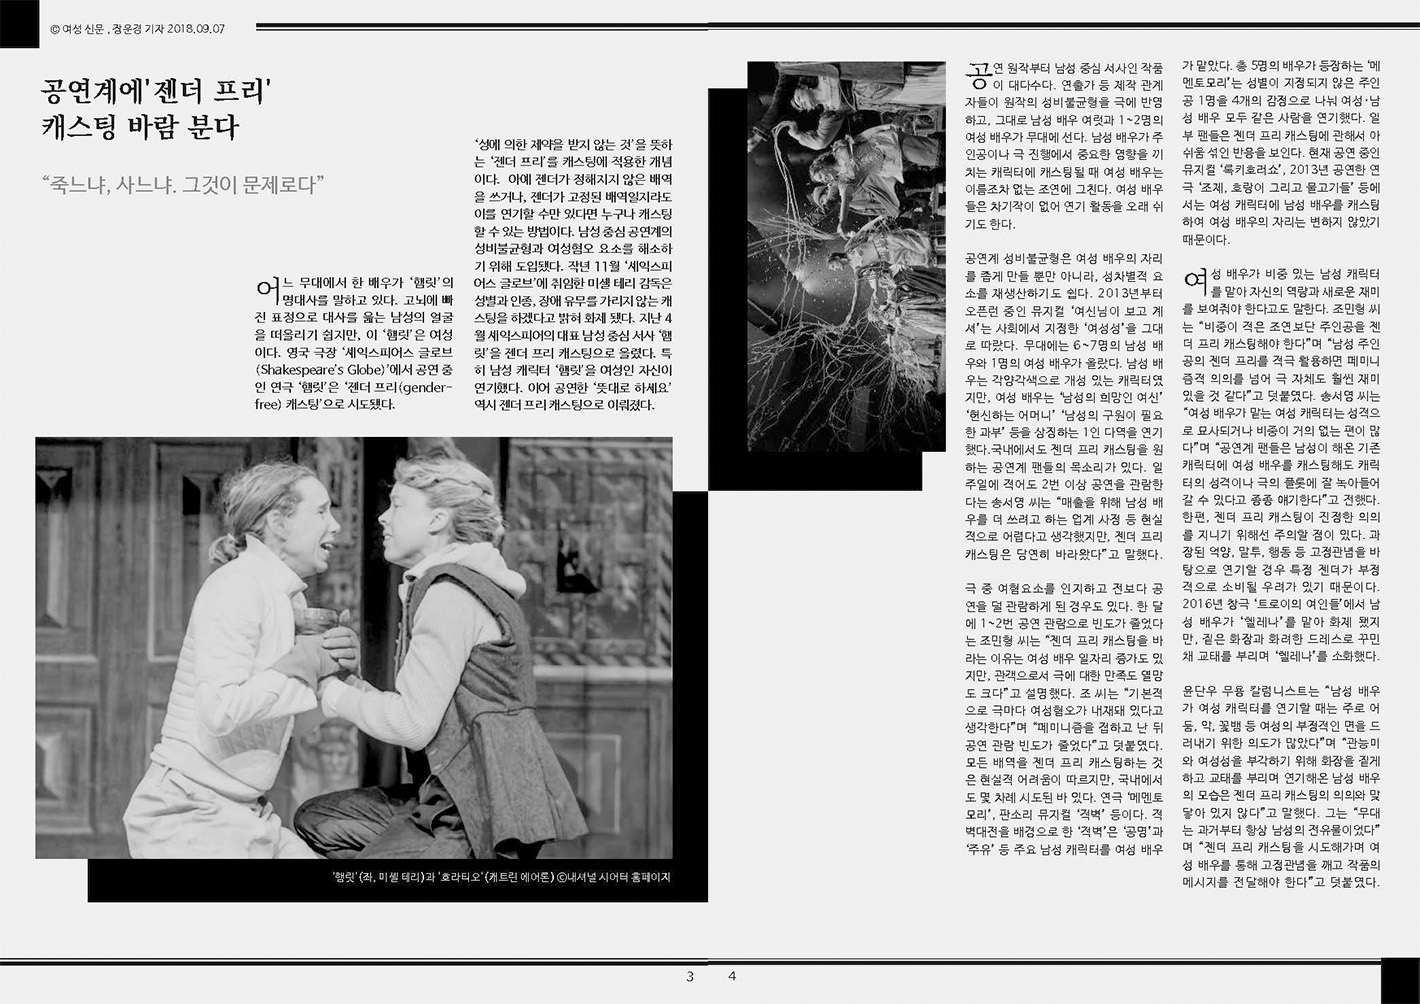 © 여성 신문 , 장운경 기자 2018.09.07
공연계에 '젠더 프리'
캐스팅 바람 분다
“죽느냐, 사느냐. 그것이 문제로다”
어느 무대에서 한 배우가 ‘햄릿’의
명대사를 말하고 있다. 고뇌에 빠
진 표정으로 대사를 읊는 남성의 얼굴
을 떠올리기 쉽지만, 이 ‘햄릿’은 여성
이다. 영국 극장 ‘셰익스피어스 글로브
(Shakespeare’s Globe)’에서 공연 중
인 연극 ‘햄릿’은 ‘젠더 프리(gender-
free) 캐스팅’으로 시도됐다.
‘성에 의한 제약을 받지 않는 것’을 뜻하
는 ‘젠더 프리’를 캐스팅에 적용한 개념
이다. 아예 젠더가 정해지지 않은 배역
을 쓰거나, 젠더가 고정된 배역일지라도
이를 연기할 수만 있다면 누구나 캐스팅
할 수 있는 방법이다. 남성 중심 공연계의
성비불균형과 여성혐오 요소를 해소하
기 위해 도입됐다. 작년 11월 ‘셰익스피
어스 글로브’에 취임한 미셸 테리 감독은
성별과 인종, 장애 유무를 가리지 않는 캐
스팅을 하겠다고 밝혀 화제 됐다. 지난 4
월 셰익스피어의 대표 남성 중심 서사 ‘햄
릿’을 젠더 프리 캐스팅으로 올렸다. 특
히 남성 캐릭터 ‘햄릿’을 여성인 자신이
연기했다. 이어 공연한 ‘뜻대로 하세요’
역시 젠더 프리 캐스팅으로 이뤄졌다.
'햄릿' (좌, 미셸 테리)과 '호라티오' (캐트린 에어론) ⓒ내셔널 시어터 홈페이지
3
공연 원작부터 남성 중심 서사인 작품
이 대다수다. 연출가 등 제작 관계
자들이 원작의 성비불균형을 극에 반영
하고, 그대로 남성 배우 여럿과 1~2명의
여성 배우가 무대에 선다. 남성 배우가 주
인공이나 극 진행에서 중요한 영향을 끼
치는 캐릭터에 캐스팅될 때 여성 배우는
이름조차 없는 조연에 그친다. 여성 배우
들은 차기작이 없어 연기 활동을 오래 쉬
기도 한다.
공연계 성비불균형은 여성 배우의 자리
를 좁게 만들 뿐만 아니라, 성차별적 요
소를 재생산하기도 쉽다. 2013년부터
오픈런 중인 뮤지컬 ‘여신님이 보고 계
셔’는 사회에서 지정한 ‘여성성’을 그대
로 따랐다. 무대에는 6~7명의 남성 배
우와 1명의 여성 배우가 올랐다. 남성 배
우는 각양각색으로 개성 있는 캐릭터였
지만, 여성 배우는 ‘남성의 희망인 여신’
‘헌신하는 어머니’ ‘남성의 구원이 필요
한 과부’ 등을 상징하는 1인 다역을 연기
했다.국내에서도 젠더 프리 캐스팅을 원
하는 공연계 팬들의 목소리가 있다. 일
주일에 적어도 2번 이상 공연을 관람한
다는 송서영 씨는 “매출을 위해 남성 배
우를 더 쓰려고 하는 업계 사정 등 현실
적으로 어렵다고 생각했지만, 젠더 프리
캐스팅은 당연히 바라왔다”고 말했다.
극 중 여혐요소를 인지하고 전보다 공
연을 덜 관람하게 된 경우도 있다. 한 달
에 1~2번 공연 관람으로 빈도가 줄었다
는 조민형 씨는 “젠더 프리 캐스팅을 바
라는 이유는 여성 배우 일자리 증가도 있
지만, 관객으로서 극에 대한 만족도 열망
도 크다”고 설명했다. 조 씨는 “기본적
으로 극마다 여성혐오가 내재돼 있다고
생각한다”며 “페미니즘을 접하고 난 뒤
공연 관람 빈도가 줄었다”고 덧붙였다.
모든 배역을 젠더 프리 캐스팅하는 것
은 현실적 어려움이 따르지만, 국내에서
도 몇 차례 시도된 바 있다. 연극 ‘메멘토
모리’, 판소리 뮤지컬 ‘적벽’ 등이다. 적
벽대전을 배경으로 한 ‘적벽’은 ‘공명’과
‘주유’ 등 주요 남성 캐릭터를 여성 배우
가 맡았다. 총 5명의 배우가 등장하는 ‘메
멘토모리’는 성별이 지정되지 않은 주인
공 1명을 4개의 감정으로 나눠 여성·남
성 배우 모두 같은 사람을 연기했다. 일
부 팬들은 젠더 프리 캐스팅에 관해서 아
쉬움 섞인 반응을 보인다. 현재 공연 중인
뮤지컬 ‘록키호러쇼’, 2013년 공연한 연
극 ‘조제, 호랑이 그리고 물고기들’ 등에
서는 여성 캐릭터에 남성 배우를 캐스팅
하여 여성 배우의 자리는 변하지 않았기
때문이다.
여성 배우가 비중 있는 남성 캐릭터
를 맡아 자신의 역량과 새로운 재미
를 보여줘야 한다고도 말한다. 조민형 씨
는 “비중이 적은 조연보단 주인공을 젠
더 프리 캐스팅해야 한다”며 “남성 주인
공의 젠더 프리를 적극 활용하면 페미니
즘적 의의를 넘어 극 자체도 훨씬 재미
있을 것 같다”고 덧붙였다. 송서영 씨는
“여성 배우가 맡는 여성 캐릭터는 성적으
로 묘사되거나 비중이 거의 없는 편이 많
다”며 “공연계 팬들은 남성이 해온 기존
캐릭터에 여성 배우를 캐스팅해도 캐릭
터의 성격이나 극의 플롯에 잘 녹아들어
갈 수 있다고 종종 얘기한다”고 전했다.
한편, 젠더 프리 캐스팅이 진정한 의의
를 지니기 위해선 주의할 점이 있다. 과
장된 억양, 말투, 행동 등 고정관념을 바
탕으로 연기할 경우 특정 젠더가 부정
적으로 소비될 우려가 있기 때문이다.
2016년 창극 ‘트로이의 여인들’에서 남
성 배우가 ‘헬레나’를 맡아 화제 됐지
만, 짙은 화장과 화려한 드레스로 꾸민
채 교태를 부리며 ‘헬레나’를 소화했다.
윤단우 무용 칼럼니스트는 “남성 배우
가 여성 캐릭터를 연기할 때는 주로 어
둠, 악, 꽃뱀 등 여성의 부정적인 면을 드
러내기 위한 의도가 많았다”며 “관능미
와 여성성을 부각하기 위해 화장을 짙게
하고 교태를 부리며 연기해온 남성 배우
의 모습은 젠더 프리 캐스팅의 의의와 맞
닿아 있지 않다”고 말했다. 그는 “무대
는 과거부터 항상 남성의 전유물이었다”
며 “젠더 프리 캐스팅을 시도해가며 여
성 배우를 통해 고정관념을 깨고 작품의
메시지를 전달해야 한다”고 덧붙였다.
4